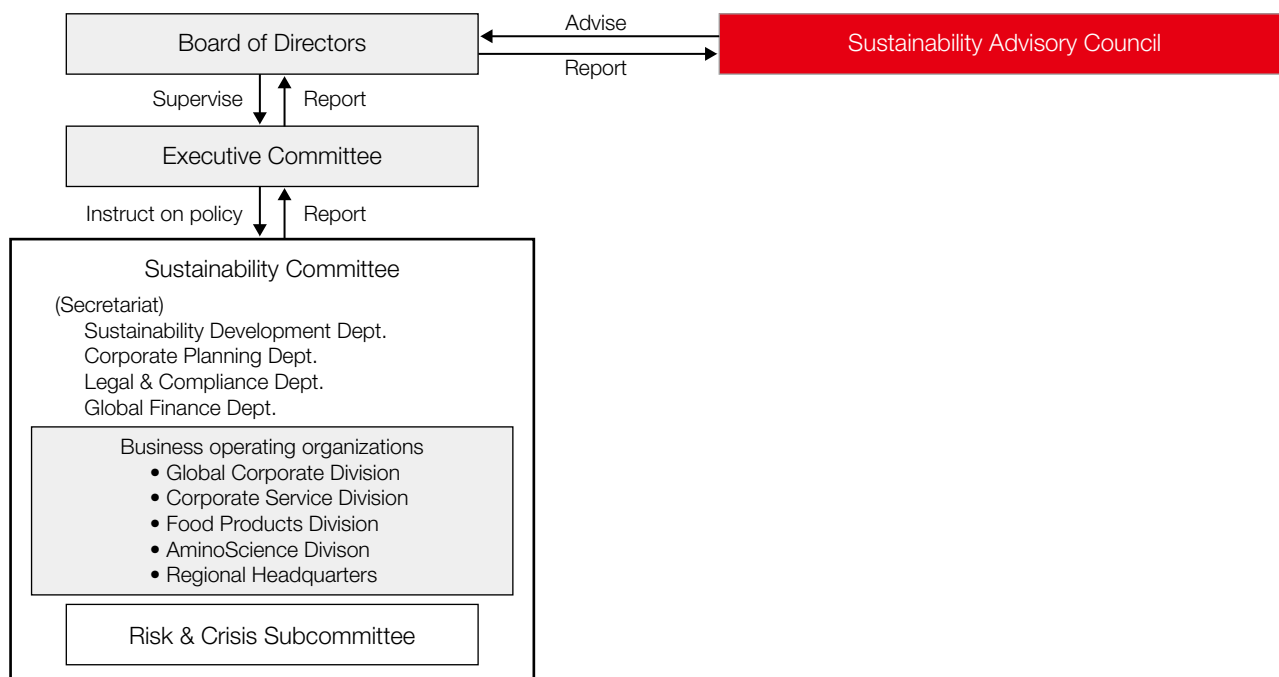 Board of Directors
Advise
Report
Sustainability Advisory Council
Supervise
Report
Executive Committee
Instruct on policy
Report
Sustainability Committee
(Secretariat)
Sustainability Development Dept.
Corporate Planning Dept.
Legal & Compliance Dept.
Global Finance Dept.
Business operating organizations
• Global Corporate Division
• Corporate Service Division
• Food Products Division
• AminoScience Divison
• Regional Headquarters
Risk & Crisis Subcommittee